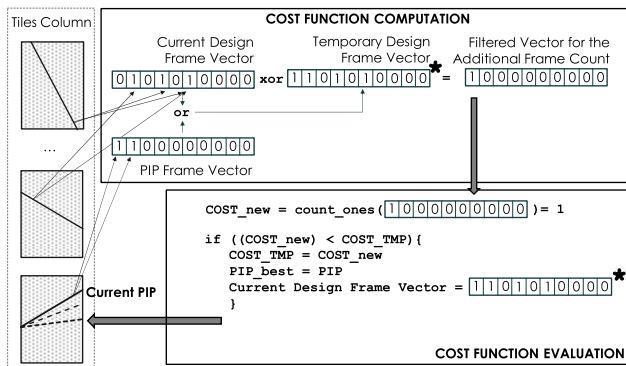 COST FUNCTION COMPUTATION
Tiles Column
Current Design
Frame Vector
Temporary Design
Frame Vector
Filtered Vector for the
Additional Frame Count
0 1 0 1 0 1 0 0 0 0 xor 1 1 0 1 0 1 0 0 0 0 * = 1 0 0 0 0 0 0 0 0 0
or
...
1 1 0 0 0 0 0 0 0 0
PIP Frame Vector
COST_new = count_ones( 1 0 0 0 0 0 0 0 0 0 )= 1
if ((COST_new) < COST_TMP){
COST_TMP = COST_new
PIP_best = PIP
Current Design Frame Vector = 1 1 0 1 0 1 0 0 0 0 *
}
Current PIP
COST FUNCTION EVALUATION